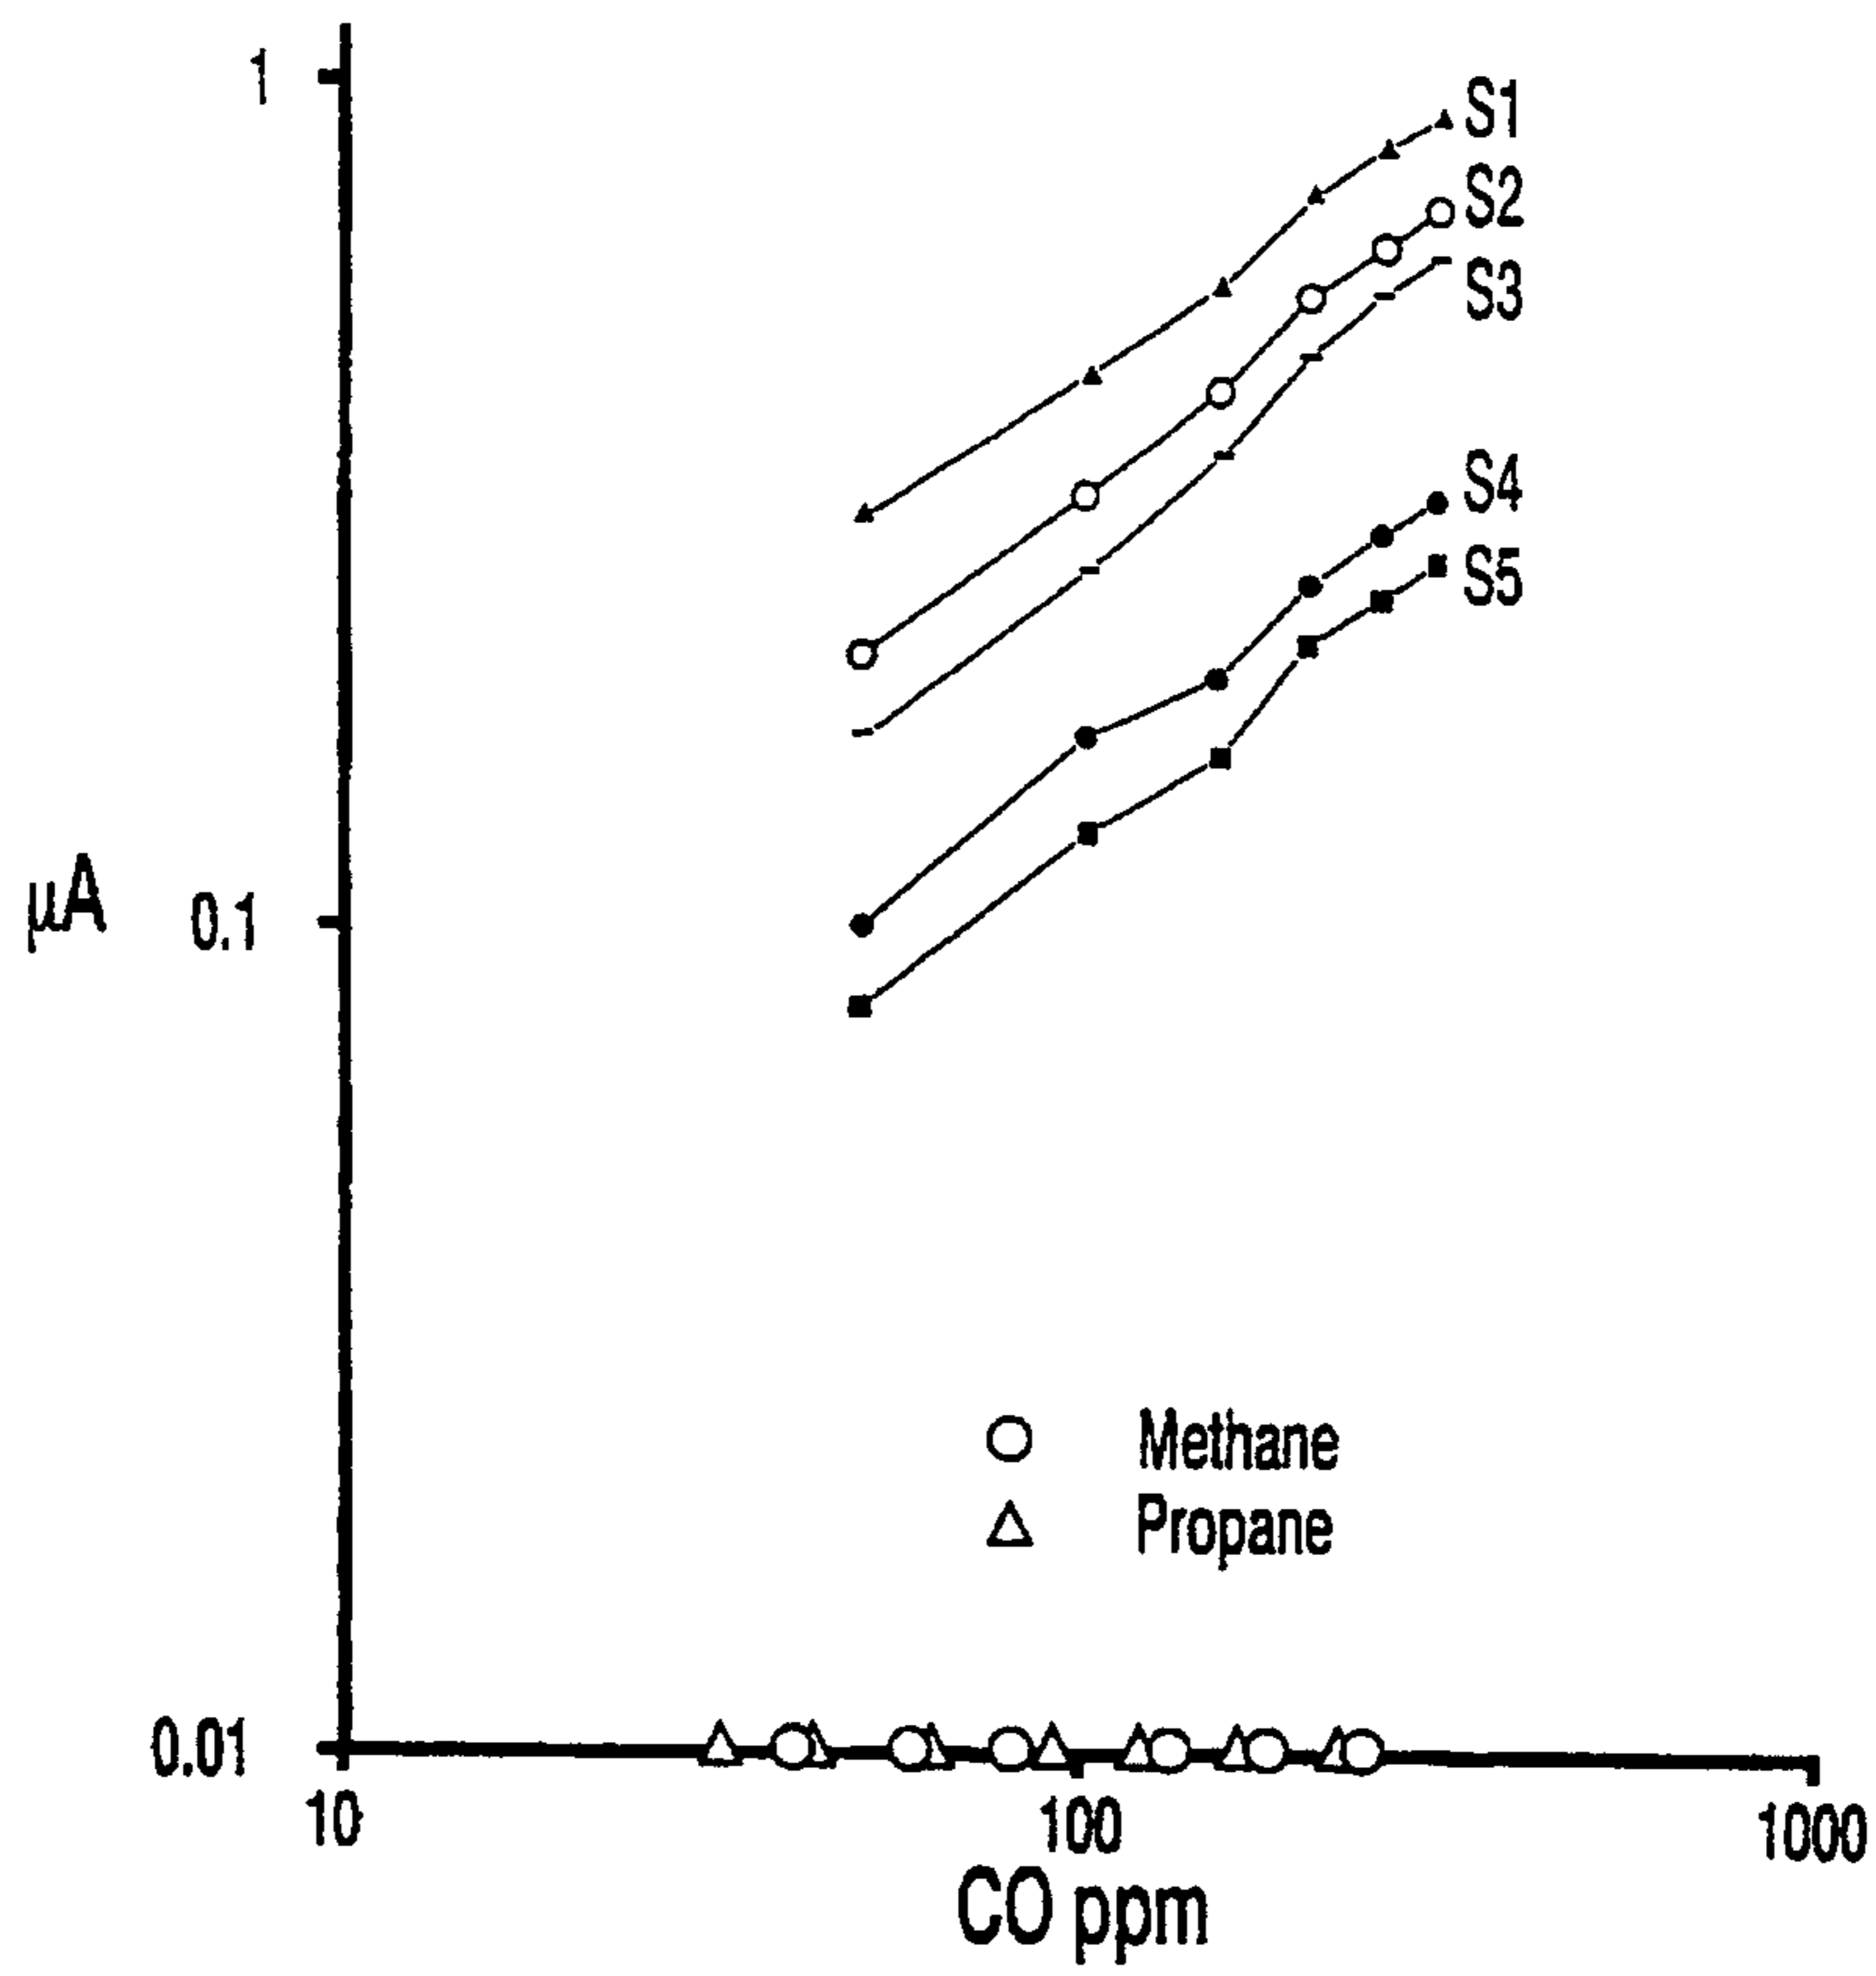 1
S1
S2
S3
S4
S5
µA
0.1
Methane
Propane
0.01
10
100
1000
CO ppm